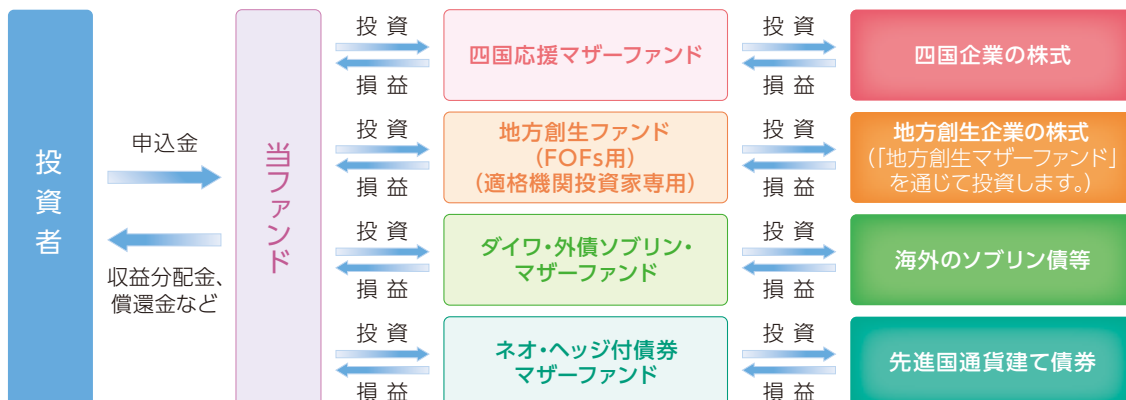 投資者
申込金
収益分配金、
償還金など
当ファンド
投資
損益
四国応援マザーファンド
投資
損益
四国企業の株式
投資
損益
地方創生ファンド
(FOFs用)
(適格機関投資家専用)
投資
損益
地方創生企業の株式
(「地方創生マザーファンド」
を通じて投資します。)
投資
損益
ダイワ・外債ソブリン・
マザーファンド
投資
損益
海外のソブリン債等
投資
損益
ネオ・ヘッジ付債券
マザーファンド
投資
損益
先進国通貨建て債券